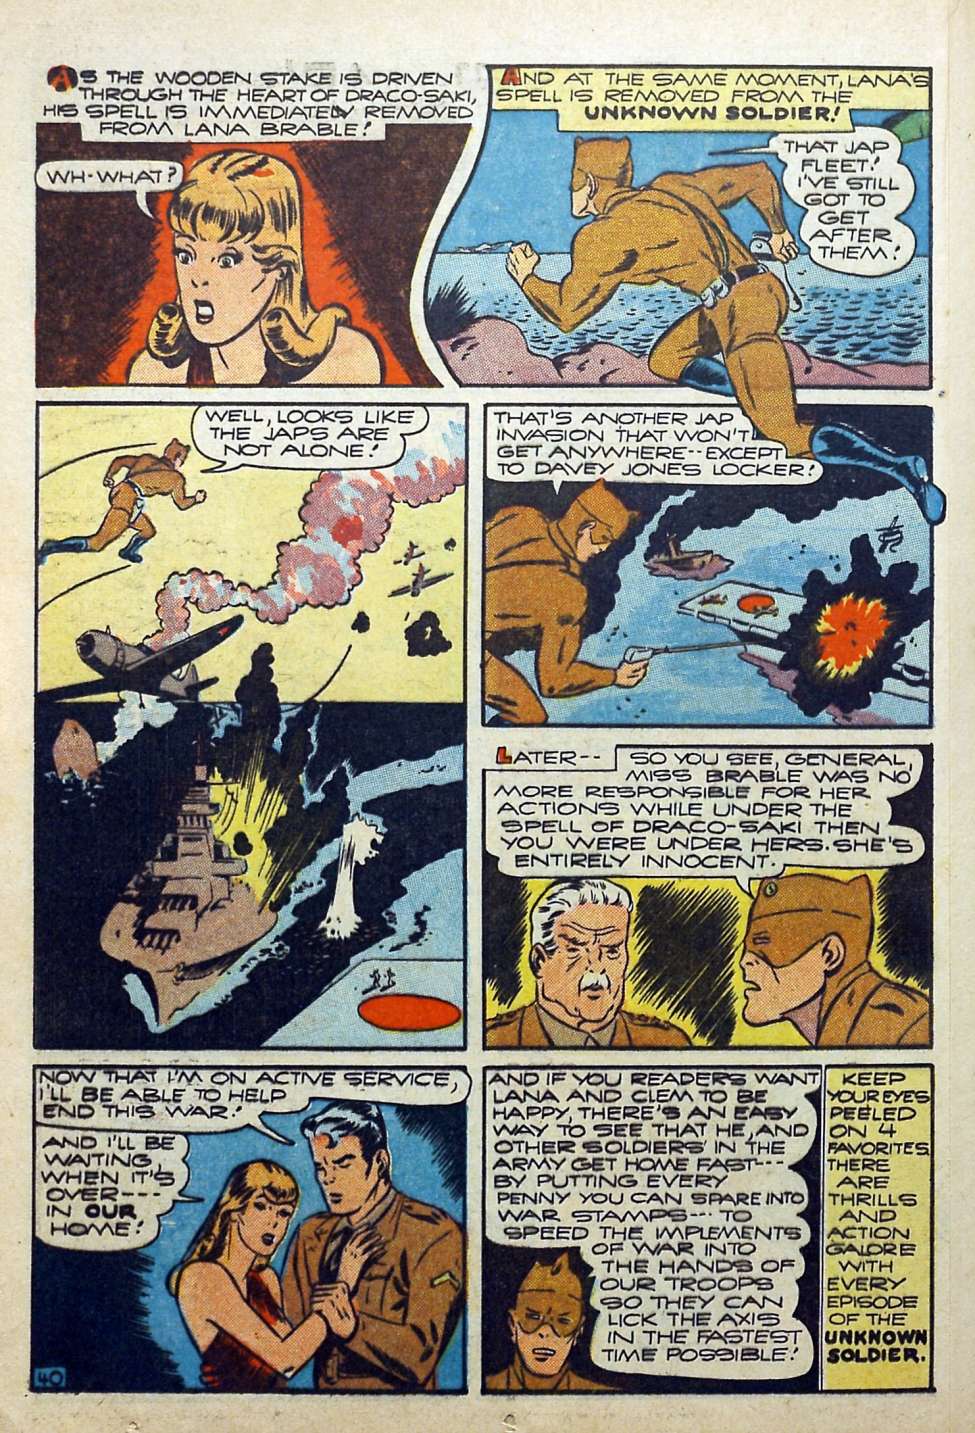 AS THE WOODEN STAKE IS DRIVEN
THROUGH THE HEART OF DRACO-SAKI,
HIS SPELL IS IMMEDIATELY REMOVED
FROM LANA BRABLE!
WH-WHAT?
AND AT THE SAME MOMENT, LANA'S
SPELL IS REMOVED FROM THE
UNKNOWN SOLDIER!
THAT JAP
FLEET!
I'VE STILL
GOT TO
GET
AFTER
THEM!
WELL, LOOKS LIKE
THE JAPS ARE
NOT ALONE!
THAT'S ANOTHER JAP
INVASION THAT WON'T
GET ANYWHERE--EXCEPT
TO DAVEY JONES LOCKER!
LATER--
SO YOU SEE, GENERAL,
MISS BRABLE WAS NO
MORE RESPONSIBLE FOR HER
ACTIONS WHILE UNDER THE
SPELL OF DRACO-SAKI THEN
YOU WERE UNDER HERS. SHE'S
ENTIRELY INNOCENT.
NOW THAT I'M ON ACTIVE SERVICE,
I'LL BE ABLE TO HELP
END THIS WAR!
AND I'LL BE
WAITING,
WHEN IT'S
OVER---
IN OUR
HOME!
40
AND IF YOU READERS WANT
LANA AND CLEM TO BE
HAPPY, THERE'S AN EASY
WAY TO SEE THAT HE, AND
OTHER SOLDIERS' IN THE
ARMY GET HOME FAST---
BY PUTTING EVERY
PENNY YOU CAN SPARE INTO
WAR STAMPS--- TO
SPEED THE IMPLEMENTS
OF WAR INTO
THE HANDS OF
OUR TROOPS
SO THEY CAN
LICK THE AXIS
IN THE FASTEST
TIME POSSIBLE!
KEEP
YOUR EYES
PEELED
ON 4
FAVORITES.
THERE
ARE
THRILLS
AND
ACTION
GALORE
WITH
EVERY
EPISODE
OF THE
UNKNOWN
SOLDIER.